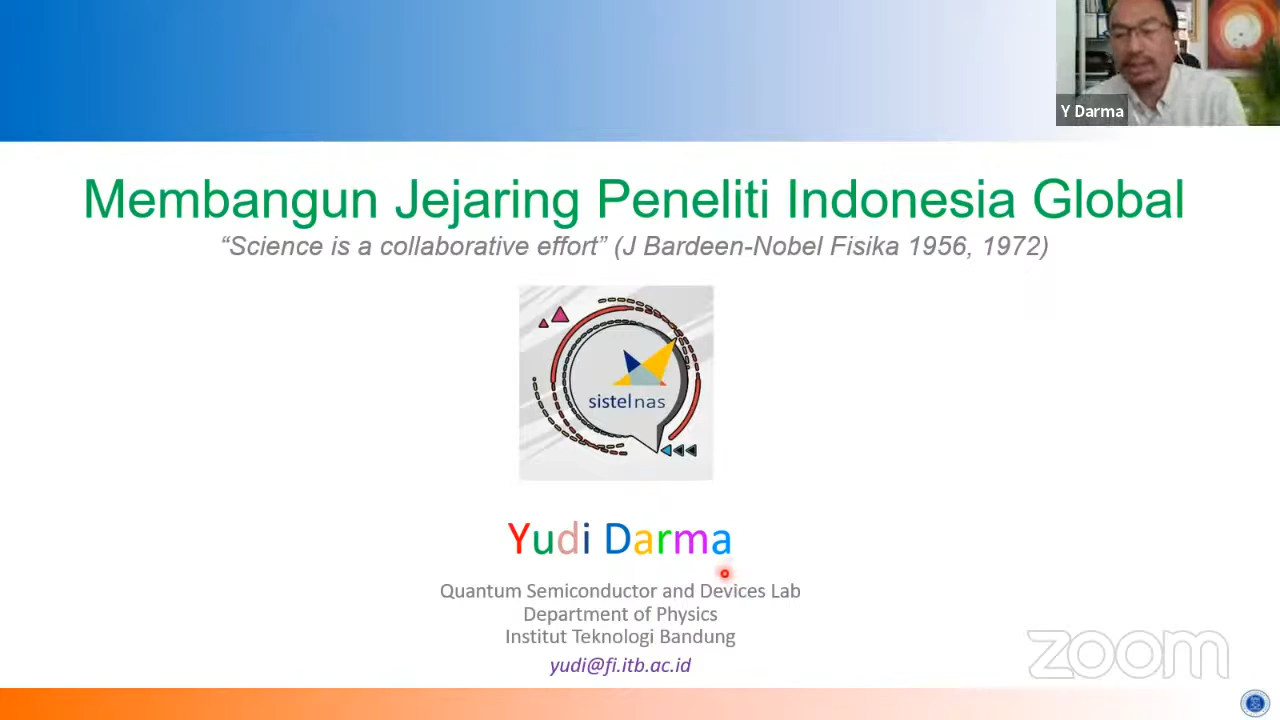 Y Darma
Membangun Jejaring Peneliti Indonesia Global
“Science is a collaborative effort” (J Bardeen-Nobel Fisika 1956, 1972)
sistelnas
Yudi Darma
Quantum Semiconductor and Devices Lab
Department of Physics
Institut Teknologi Bandung
yudi@fi.itb.ac.id
zoom